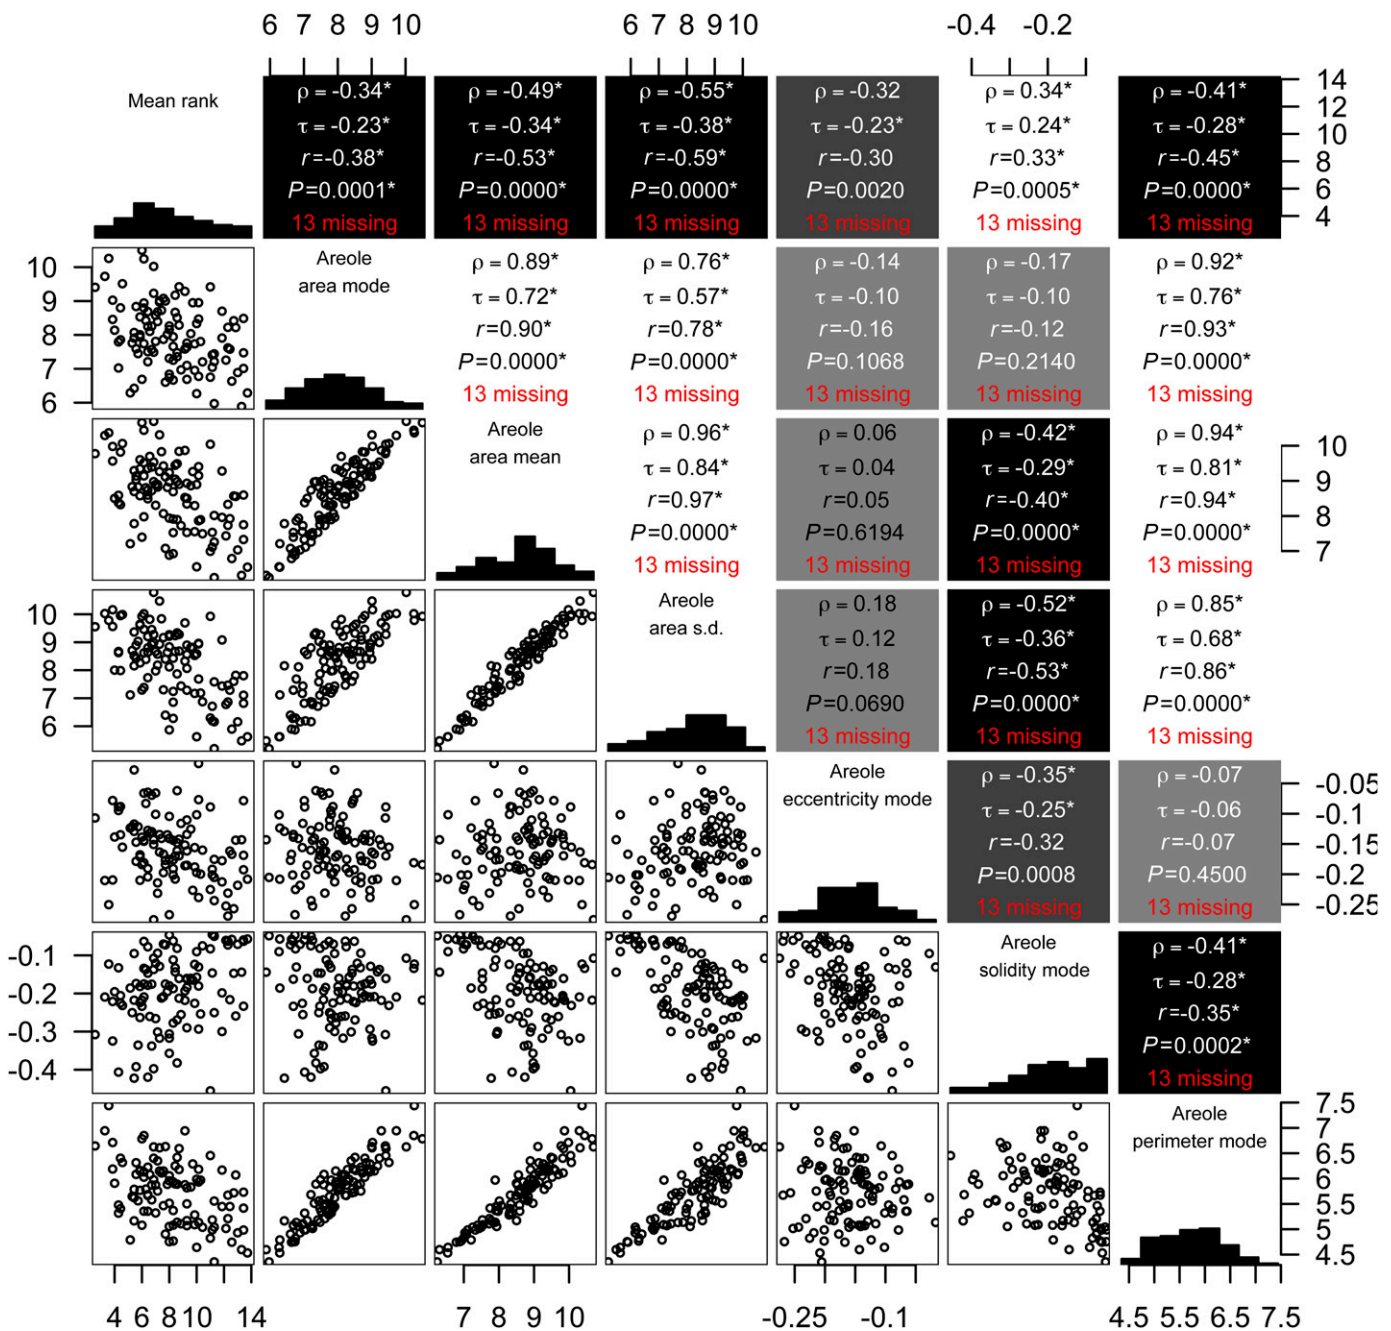 6 7 8 9 10 6 7 8 9 10 -0.4 -0.2
Mean rank
ρ = -0.34*
τ = -0.23*
r=-0.38*
P=0.0001*
13 missing
ρ = -0.49*
τ = -0.34*
r=-0.53*
P=0.0000*
13 missing
ρ = -0.55*
τ = -0.38*
r=-0.59*
P=0.0000*
13 missing
ρ = -0.32
τ = -0.23*
r=-0.30
P=0.0020
13 missing
ρ = 0.34*
τ = 0.24*
r=0.33*
P=0.0005*
13 missing
ρ = -0.41*
τ = -0.28*
r=-0.45*
P=0.0000*
13 missing
14
12
10
8
6
4
10
9
8
7
6
Areole
area mode
ρ = 0.89*
τ = 0.72*
r=0.90*
P=0.0000*
13 missing
ρ = 0.76*
τ = 0.57*
r=0.78*
P=0.0000*
13 missing
ρ = -0.14
τ = -0.10
r=-0.16
P=0.1068
13 missing
ρ = -0.17
τ = -0.10
r=-0.12
P=0.2140
13 missing
ρ = 0.92*
τ = 0.76*
r=0.93*
P=0.0000*
13 missing
Areole
area mean
ρ = 0.96*
τ = 0.84*
r=0.97*
P=0.0000*
13 missing
ρ = 0.06
τ = 0.04
r=0.05
P=0.6194
13 missing
ρ = -0.42*
τ = -0.29*
r=-0.40*
P=0.0000*
13 missing
ρ = 0.94*
τ = 0.81*
r=0.94*
P=0.0000*
13 missing
10
9
8
7
10
9
8
7
6
Areole
area s.d.
ρ = 0.18
τ = 0.12
r=0.18
P=0.0690
13 missing
ρ = -0.52*
τ = -0.36*
r=-0.53*
P=0.0000*
13 missing
ρ = 0.85*
τ = 0.68*
r=0.86*
P=0.0000*
13 missing
Areole
eccentricity mode
ρ = -0.35*
τ = -0.25*
r=-0.32
P=0.0008
13 missing
ρ = -0.07
τ = -0.06
r=-0.07
P=0.4500
13 missing
-0.05
-0.1
-0.15
-0.2
-0.25
-0.1
-0.2
-0.3
-0.4
Areole
solidity mode
ρ = -0.41*
τ = -0.28*
r=-0.35*
P=0.0002*
13 missing
Areole
perimeter mode
7.5
7
6.5
6
5.5
5
4.5
4 6 8 10 14 7 8 9 10 -0.25 -0.1 4.5 5.5 6.5 7.5